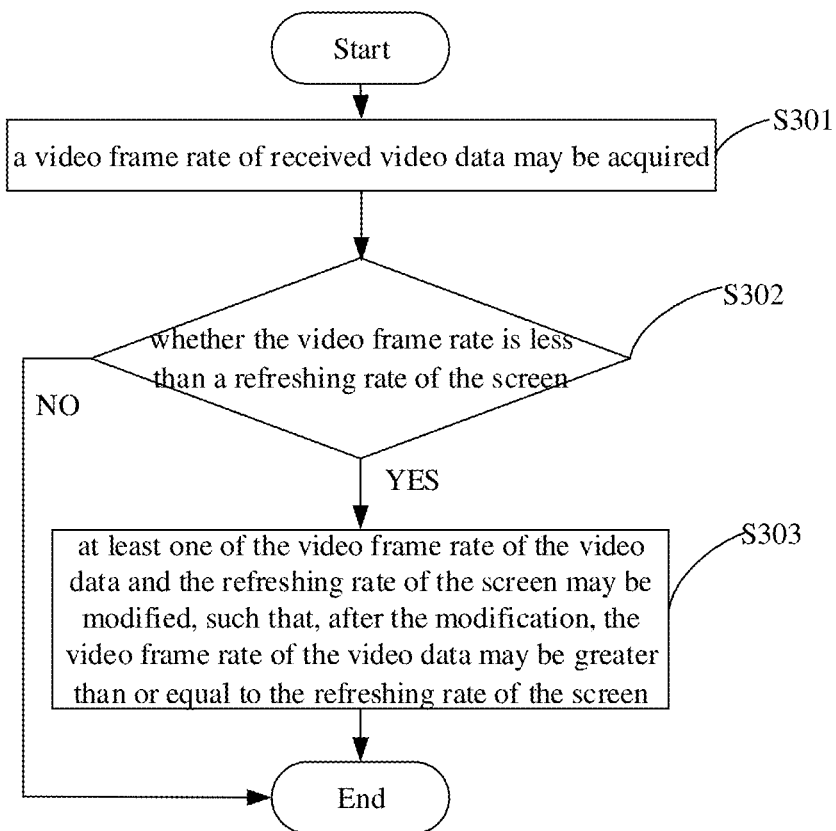 Start
S301
a video frame rate of received video data may be acquired
S302
whether the video frame rate is less
than a refreshing rate of the screen
NO
YES
S303
at least one of the video frame rate of the video
data and the refreshing rate of the screen may be
modified, such that, after the modification, the
video frame rate of the video data may be greater
than or equal to the refreshing rate of the screen
End